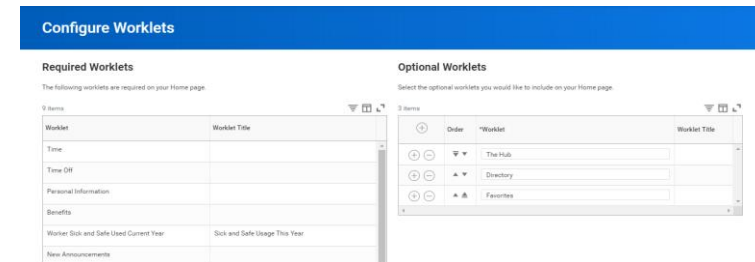 Configure Worklets
Required Worklets
The following worklets are required on your Home page.
9 items
Worklet Worklet Title
Time
Time Off
Personal Information
Benefits
Worker Sick and Safe Used Current Year Sick and Safe Usage This Year
New Announcements
Optional Worklets
Select the optional worklets you would like to include on your Home page.
3 items
Order *Worklet Worklet Title
The Hub
Directory
Favorites